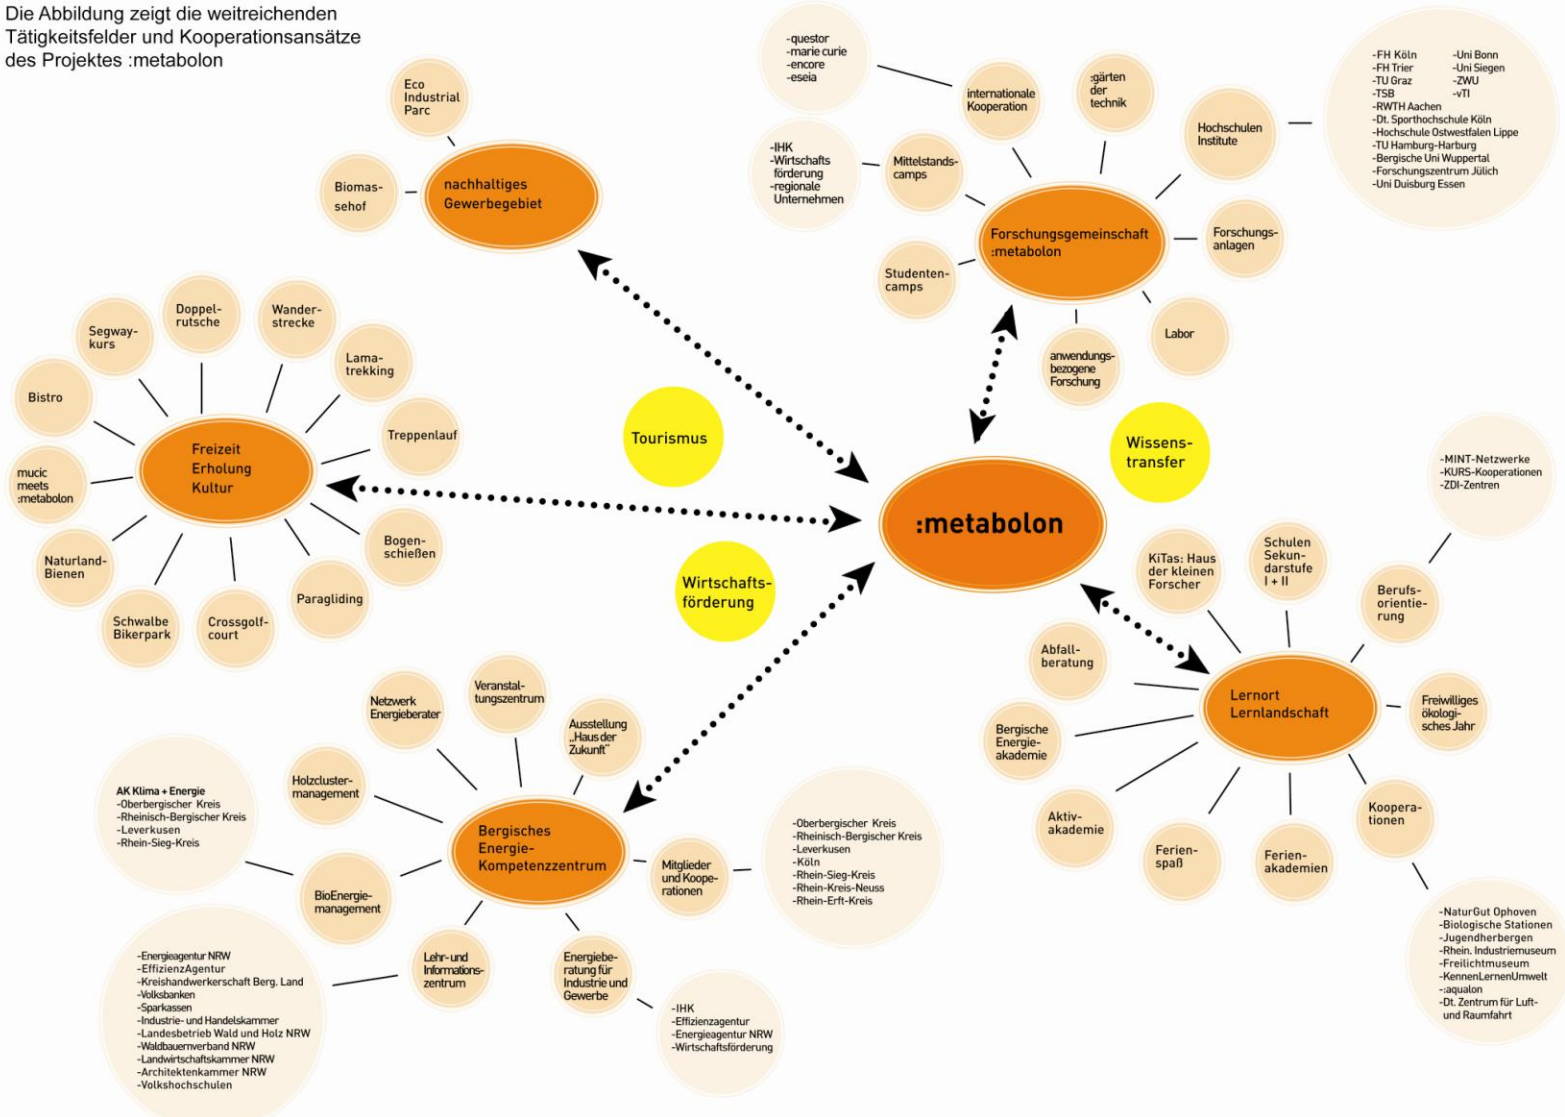 Die Abbildung zeigt die weitreichenden
Tätigkeitsfelder und Kooperationsansätze
des Projektes :metabolon
Eco
Industrial
Parc
Biomas-
sehof
nachhaltiges
Gewerbegebiet
-questor
-marie curie
-encore
-eseia
internationale
Kooperation
:gärten
der
technik
Hochschulen
Institute
-FH Köln
-FH Trier
-TU Graz
-TSB
-Uni Bonn
-Uni Siegen
-ZWU
-vTI
-RWTH Aachen
-Dt. Sporthochschule Köln
-Hochschule Ostwestfalen Lippe
-TU Hamburg-Harburg
-Bergische Uni Wuppertal
-Forschungszentrum Jülich
-Uni Duisburg Essen
-IHK
-Wirtschafts
förderung
-regionale
Unternehmen
Mittelstands-
camps
Forschungsgemeinschaft
:metabolon
Forschungs-
anlagen
Studenten-
camps
Labor
anwendungs-
bezogene
Forschung
Doppel-
rutsche
Wander-
strecke
Segway-
kurs
Lama-
trekking
Bistro
Treppenlauf
Freizeit
Erholung
Kultur
mucic
meets
:metabolon
Bogen-
schießen
Naturland-
Bienen
Paragliding
Schwalbe
Bikerpark
Crossgolf-
court
Tourismus
Wissens-
transfer
Wirtschafts-
förderung
:metabolon
-MINT-Netzwerke
-KURS-Kooperationen
-ZDI-Zentren
KiTas: Haus
der kleinen
Forscher
Schulen
Sekun-
darstufe
I + II
Berufs-
orientie-
rung
Abfall-
beratung
Lernort
Lernlandschaft
Freiwilliges
ökologi-
sches Jahr
Bergische
Energie-
akademie
Aktiv-
akademie
Ferien-
spaß
Ferien-
akademien
Koopera-
tionen
-NaturGut Ophoven
-Biologische Stationen
-Jugendherbergen
-Rhein. Industriemuseum
-Freilichtmuseum
-KennenLernenUmwelt
-:aqualon
-Dt. Zentrum für Luft-
und Raumfahrt
Netzwerk
Energieberater
Veranstal-
tungszentrum
Ausstellung
„Haus der
Zukunft"
Holzcluster-
management
AK Klima + Energie
-Oberbergischer Kreis
-Rheinisch-Bergischer Kreis
-Leverkusen
-Rhein-Sieg-Kreis
Bergisches
Energie-
Kompetenzzentrum
Mitglieder
und Koope-
rationen
-Oberbergischer Kreis
-Rheinisch-Bergischer Kreis
-Leverkusen
-Köln
-Rhein-Sieg-Kreis
-Rhein-Kreis-Neuss
-Rhein-Erft-Kreis
BioEnergie-
management
Lehr- und
Informations-
zentrum
Energiebe-
ratung für
Industrie und
Gewerbe
-Energieagentur NRW
-EffizienzAgentur
-Kreishandwerkerschaft Berg. Land
-Volksbanken
-Sparkassen
-Industrie- und Handelskammer
-Landesbetrieb Wald und Holz NRW
-Waldbauernverband NRW
-Landwirtschaftskammer NRW
-Architektenkammer NRW
-Volkshochschulen
-IHK
-Effizienzagentur
-Energieagentur NRW
-Wirtschaftsförderung